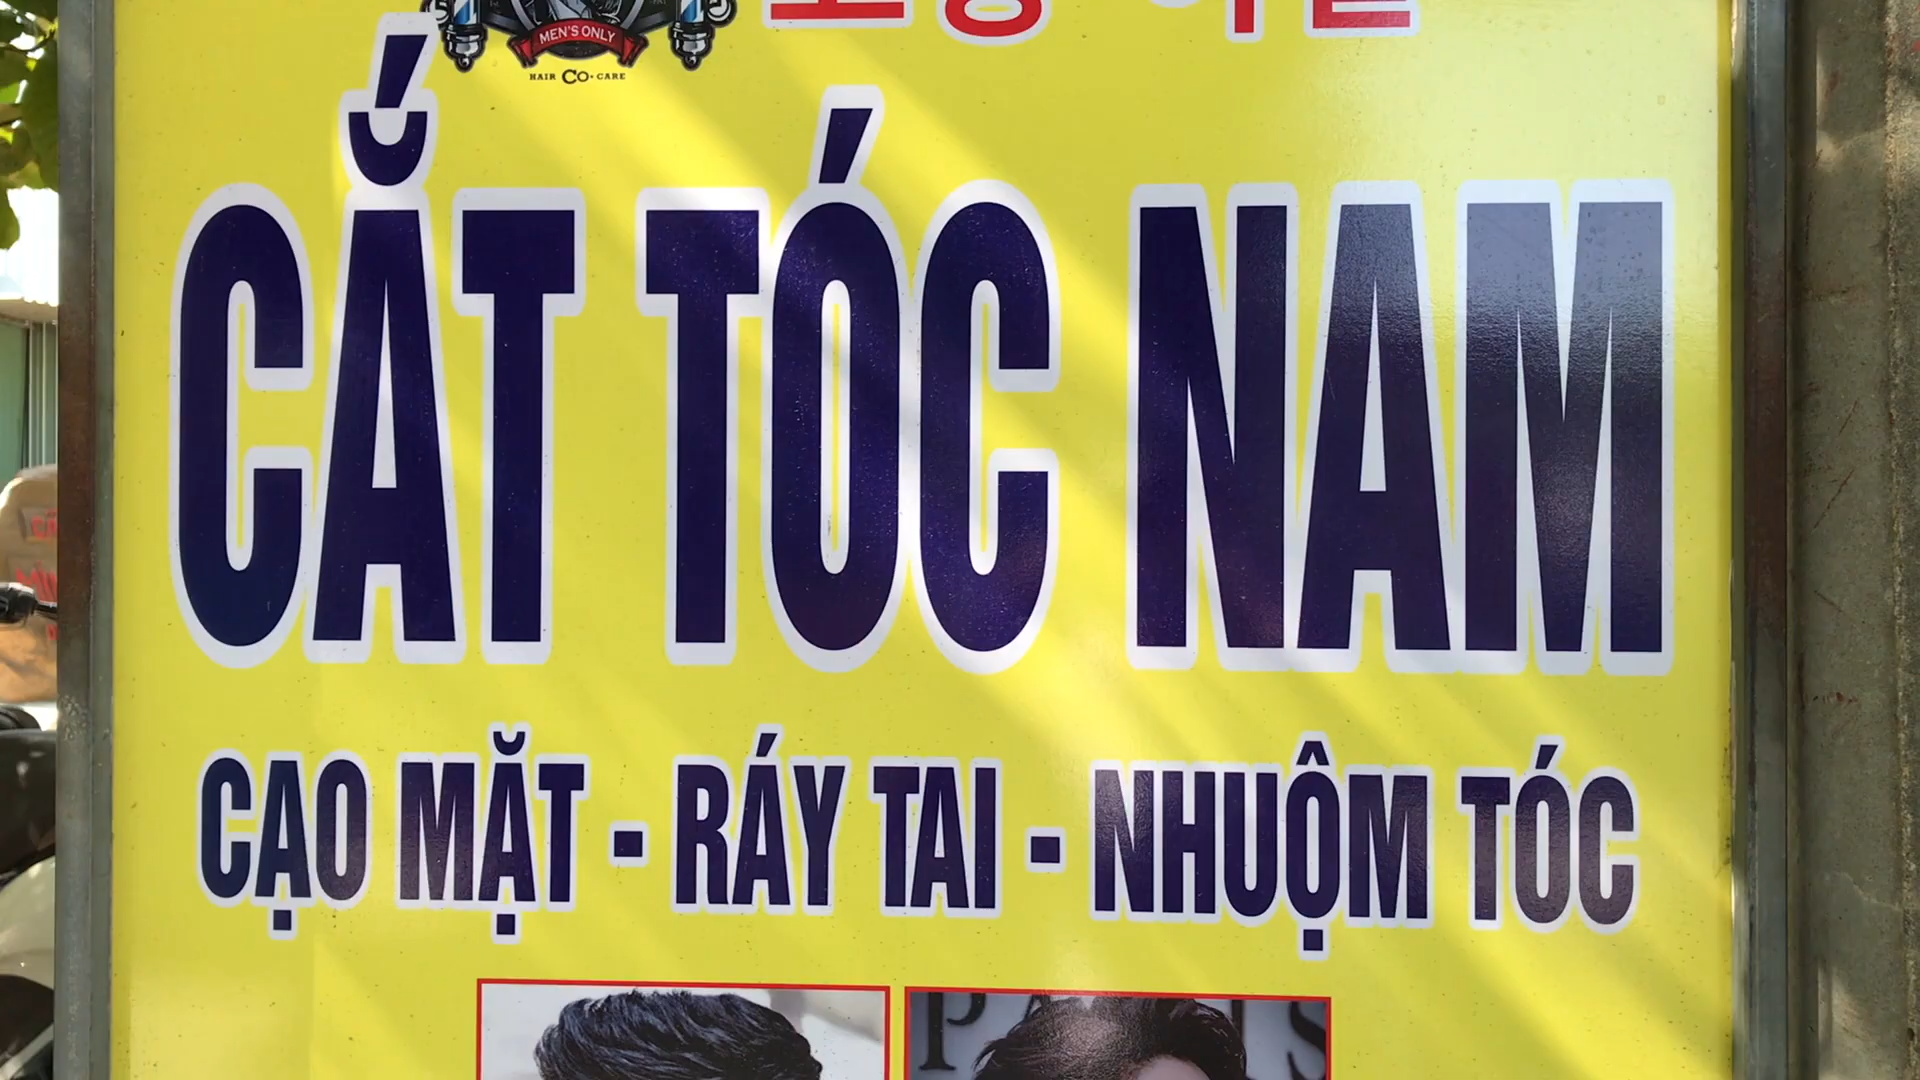 MEN'S ONLY
HAIR CO. CARE
CẮT TÓC NAM
CẠO MẶT - RÁY TAI - NHUỘM TÓC